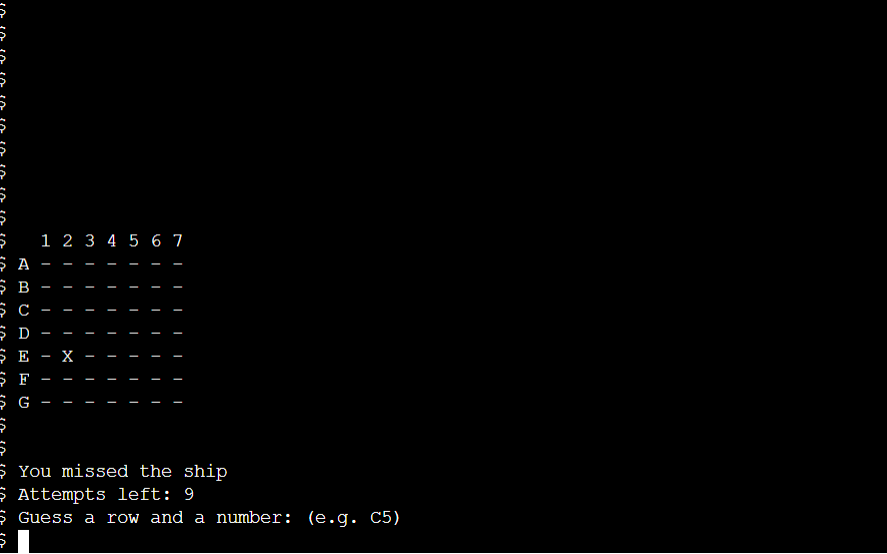 $
$
$
$
$
$
$
$
$
$
$   1 2 3 4 5 6 7
$ A - - - - - - -
$ B - - - - - - -
$ C - - - - - - -
$ D - - - - - - -
$ E - X - - - - -
$ F - - - - - - -
$ G - - - - - - -
$
$
$ You missed the ship
$ Attempts left: 9
$ Guess a row and a number: (e.g. C5)
$